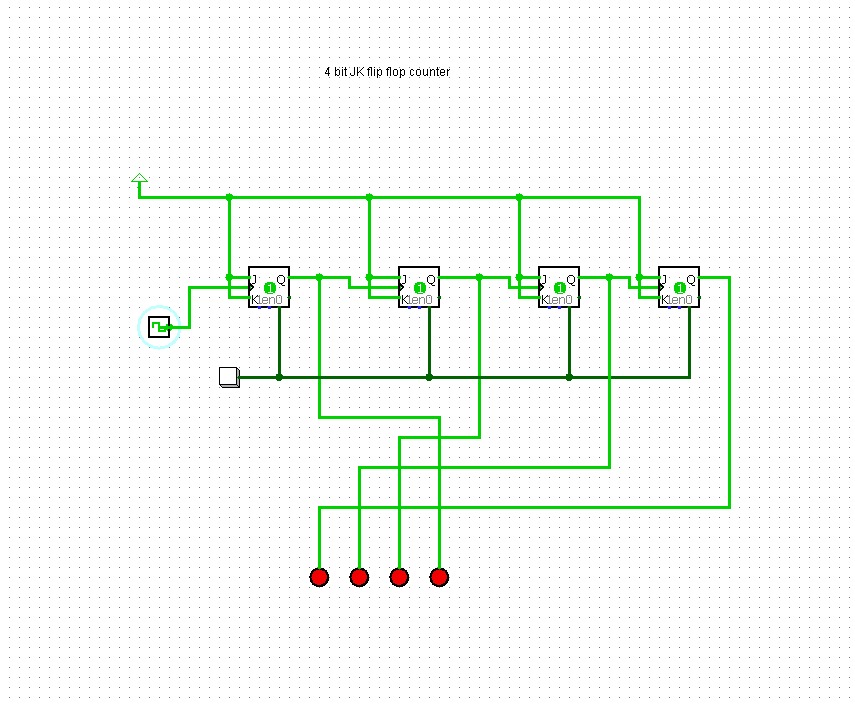 4 bit JK flip flop counter
J Q J Q J Q J Q
1 1 1 1
K en 0 K en 0 K en 0 K en 0